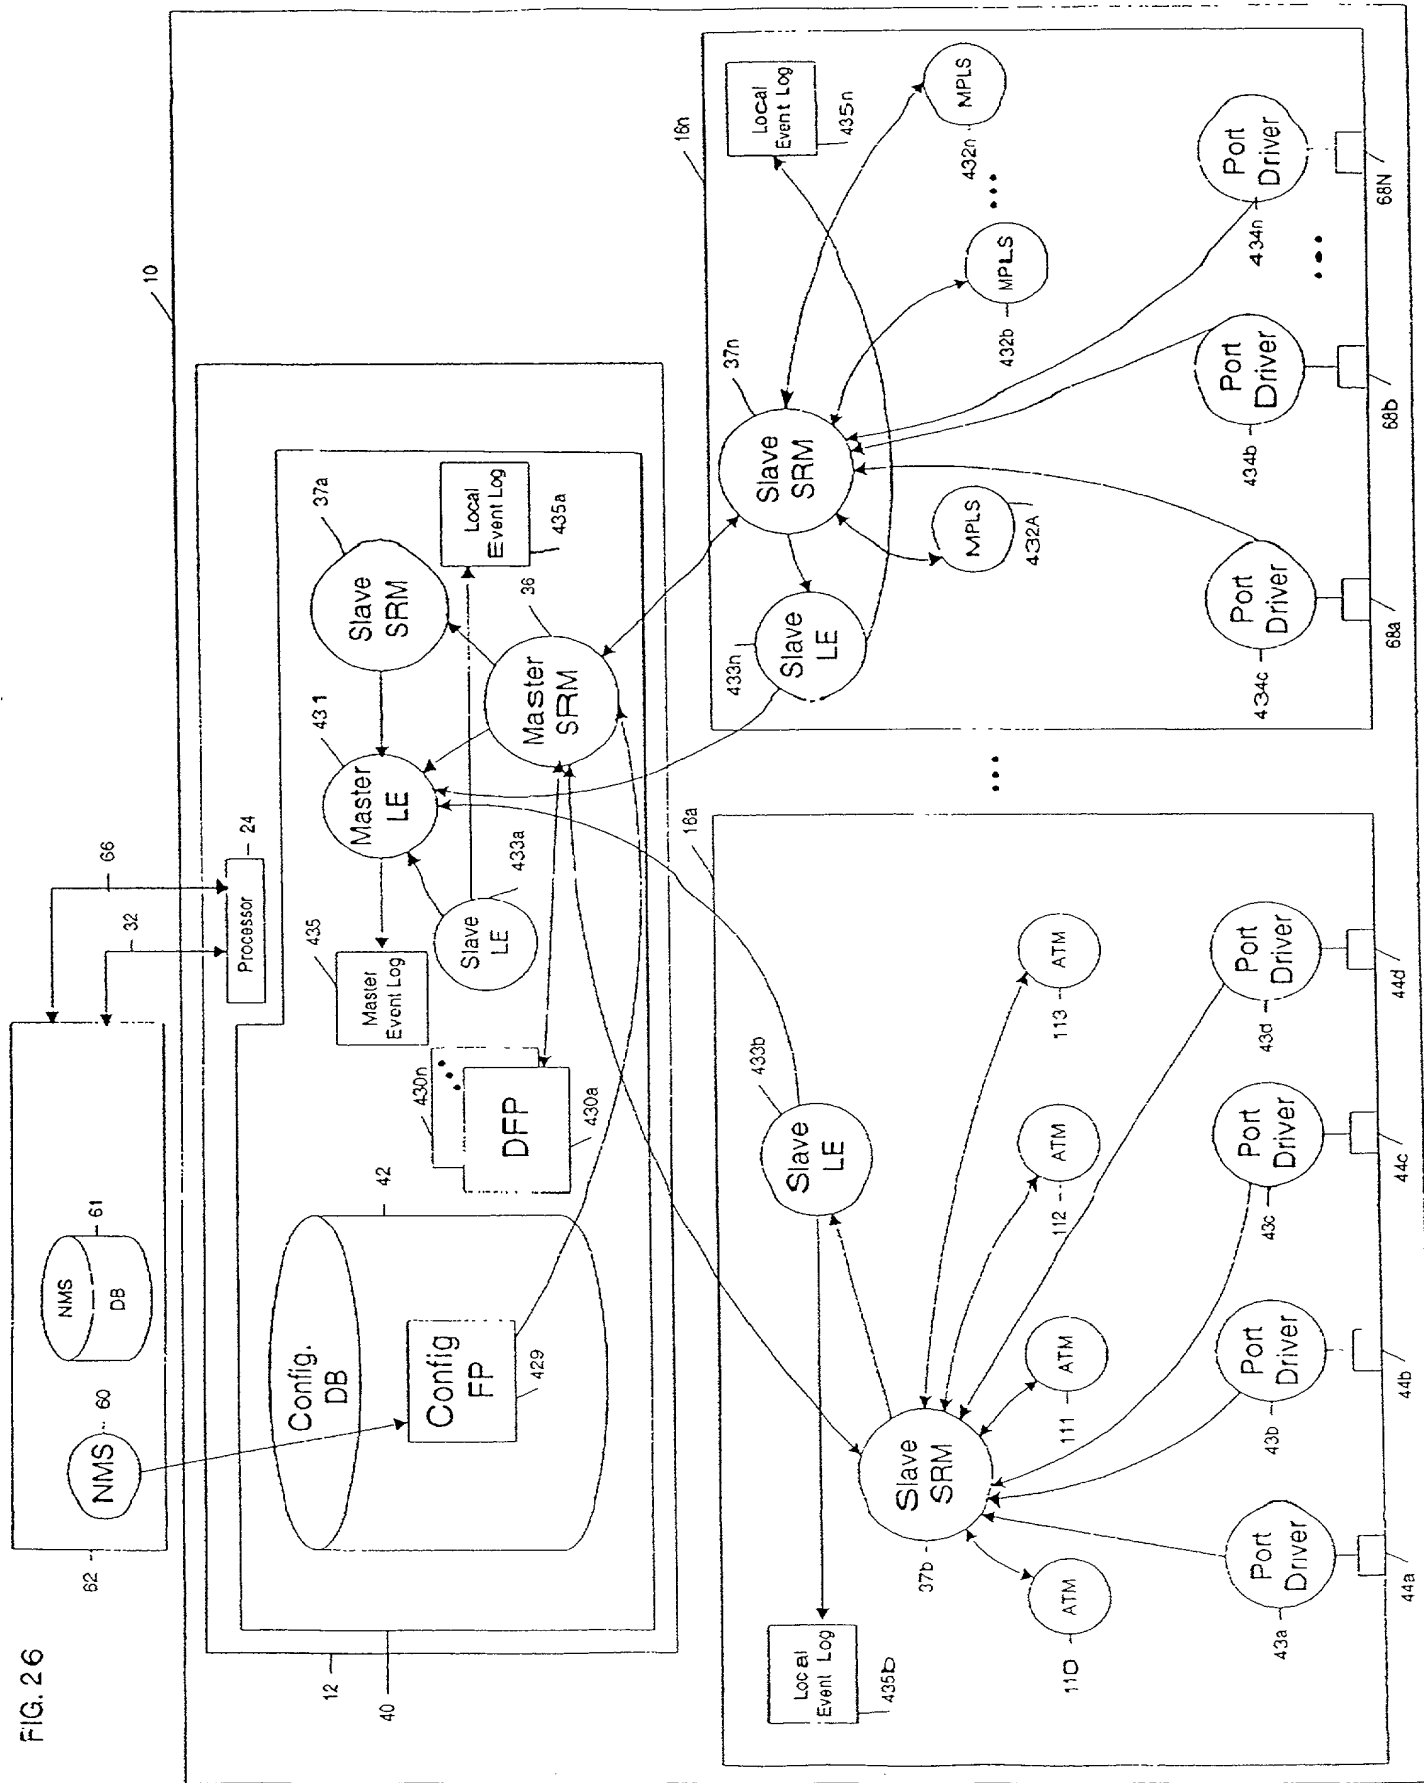 FIG. 26
62
NMS
60
NMS
DB
61
32
66
10
12
40
Config.
DB
42
Config
FP
429
DFP
430a
430n
Processor
24
435
Master
Event Log
Slave
LE
433a
Master
LE
431
Slave
SRM
37a
Master
SRM
36
Local
Event Log
435a
16a
Local
Event Log
435b
Slave
LE
433b
Slave
SRM
37b
ATM
110
ATM
111
ATM
112
ATM
113
Port
Driver
43a
Port
Driver
43b
Port
Driver
43c
Port
Driver
43d
44a
44b
44c
44d
16n
Slave
LE
433n
Slave
SRM
37n
Local
Event Log
435n
MPLS
432A
MPLS
432b
MPLS
432n
Port
Driver
434c
Port
Driver
434b
Port
Driver
434n
68a
68b
68N